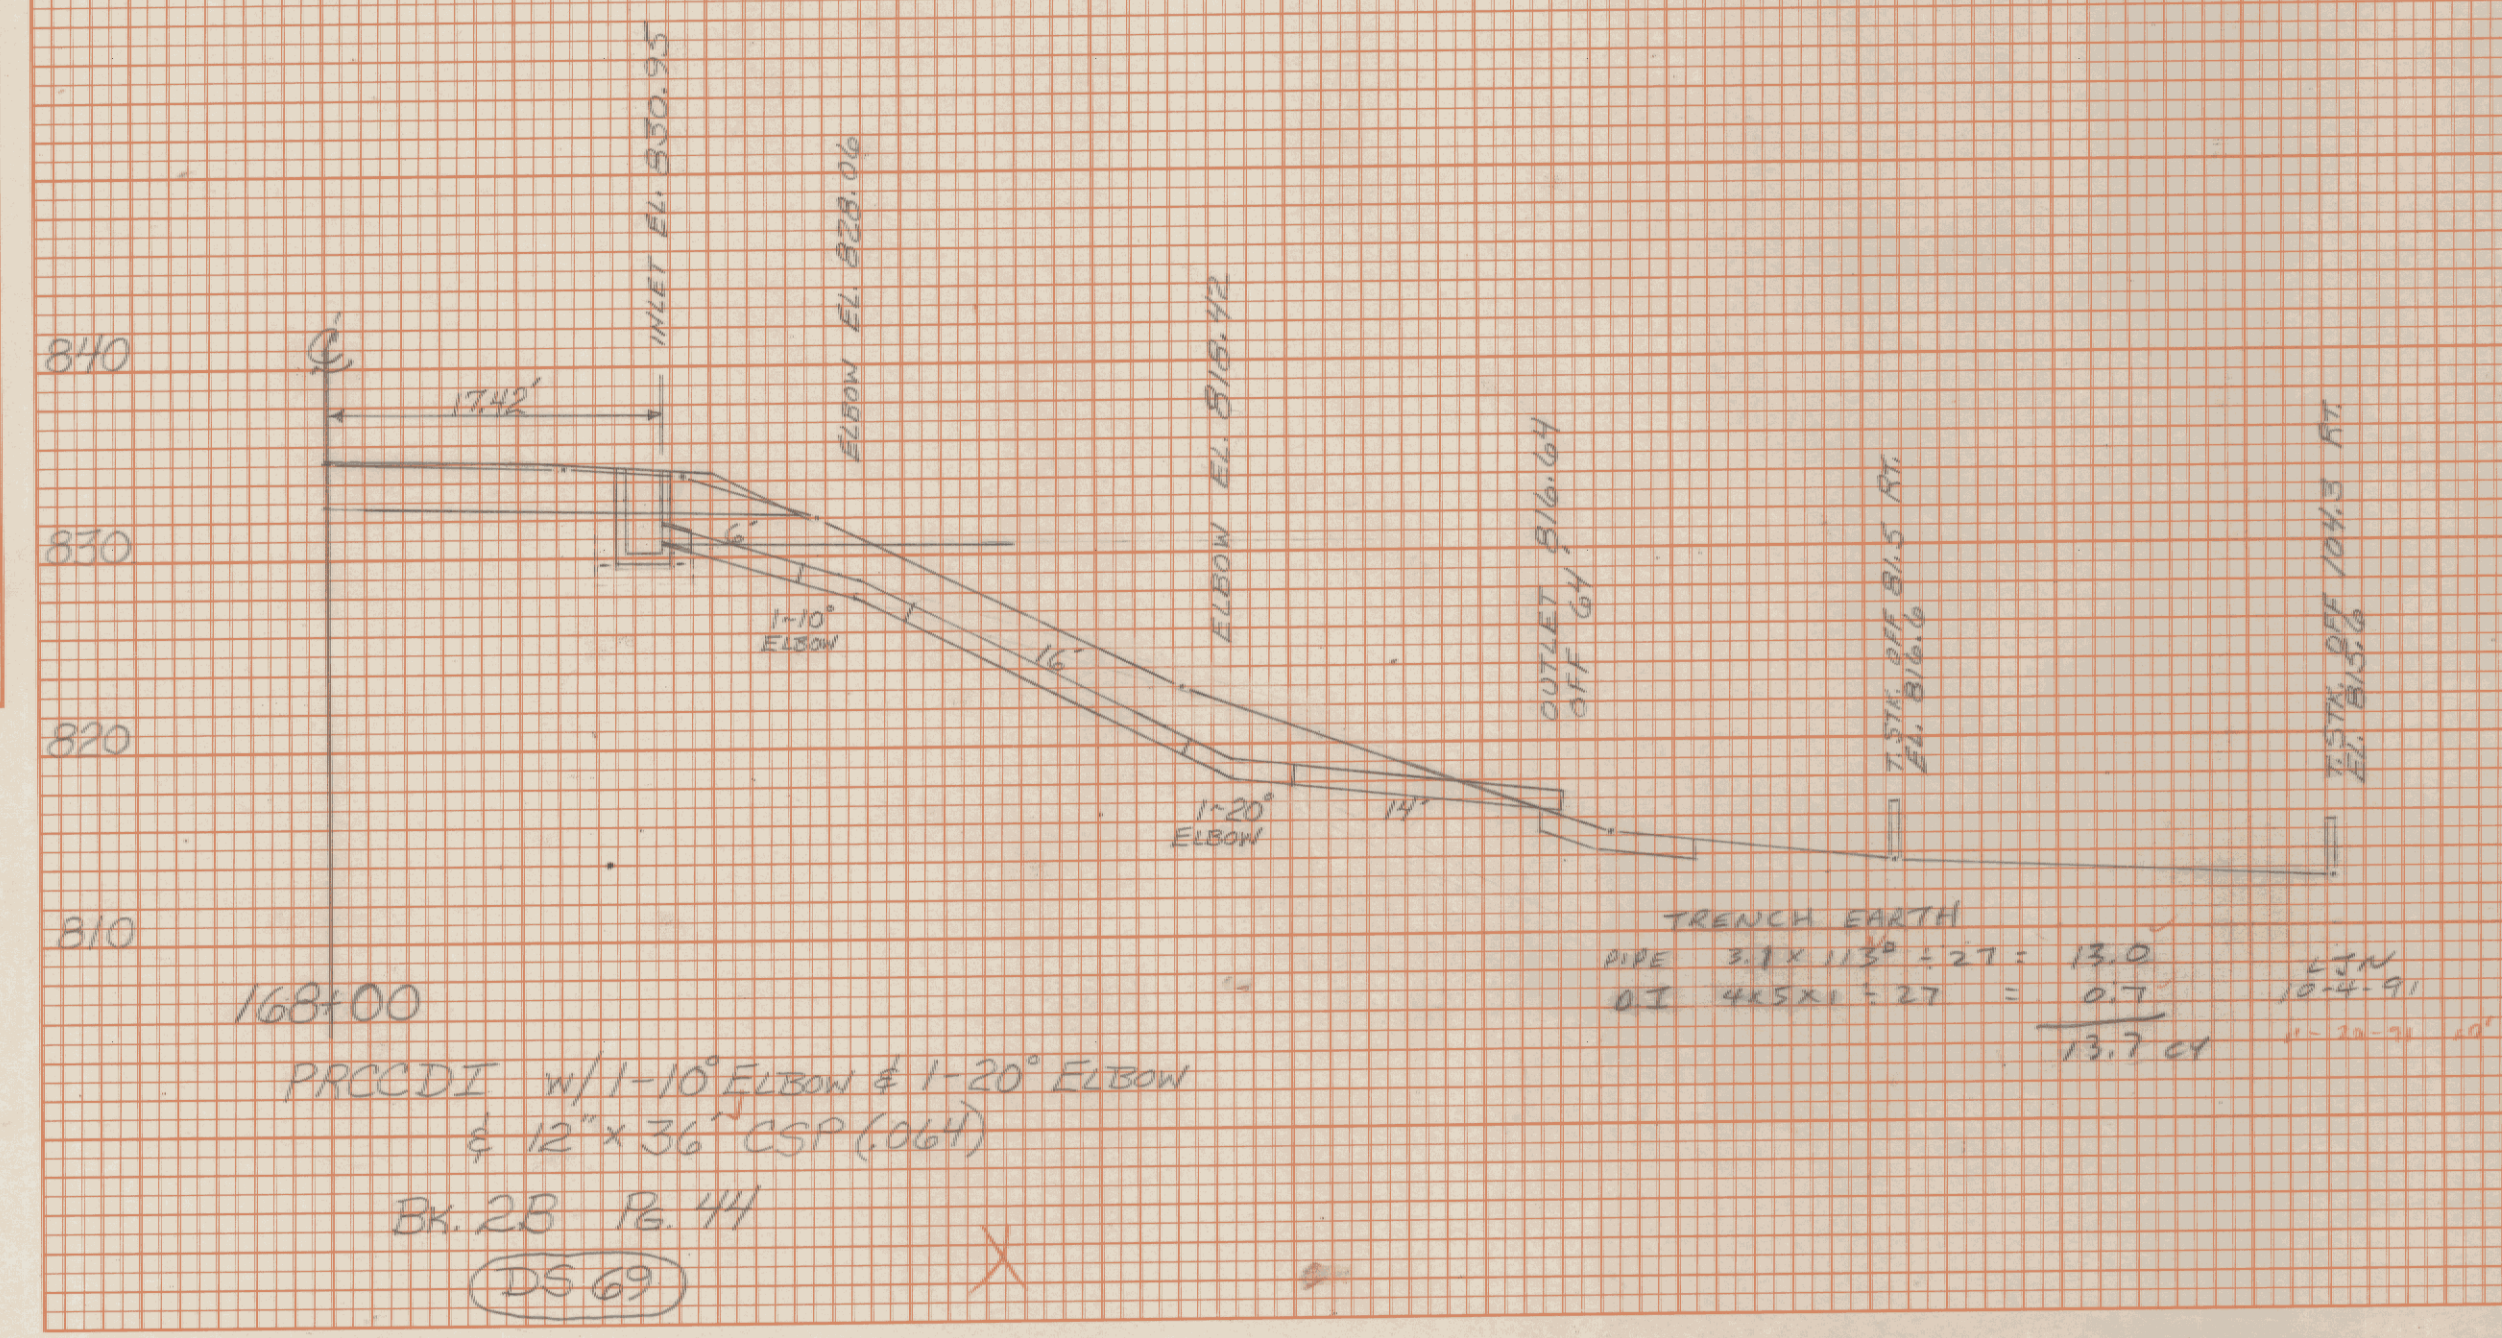 INLET EL. 830.95
ELBOW EL. 828.06
ELBOW EL. 818.42
OUTLET 816.64
OFF 64'
T.STK. OFF 81.5 RT.
EL. 816.6
T.STK. OFF 104.3 RT.
EL. 815.6
840
℄
17.42'
830
6'
1-10°
ELBOW
16'
820
1-20°
ELBOW
14'
810
TRENCH EARTH
PIPE 3.1 x 113⁰ ÷ 27 = 13.0
DI 4x5x1 ÷ 27 = 0.7
13.7 CY
LJN
10-4-91
168+00
PRCCDI w/ 1-10° ELBOW & 1-20° ELBOW
& 12" x 36' CSP (.064)
BK. 2B PG. 44
DS 69